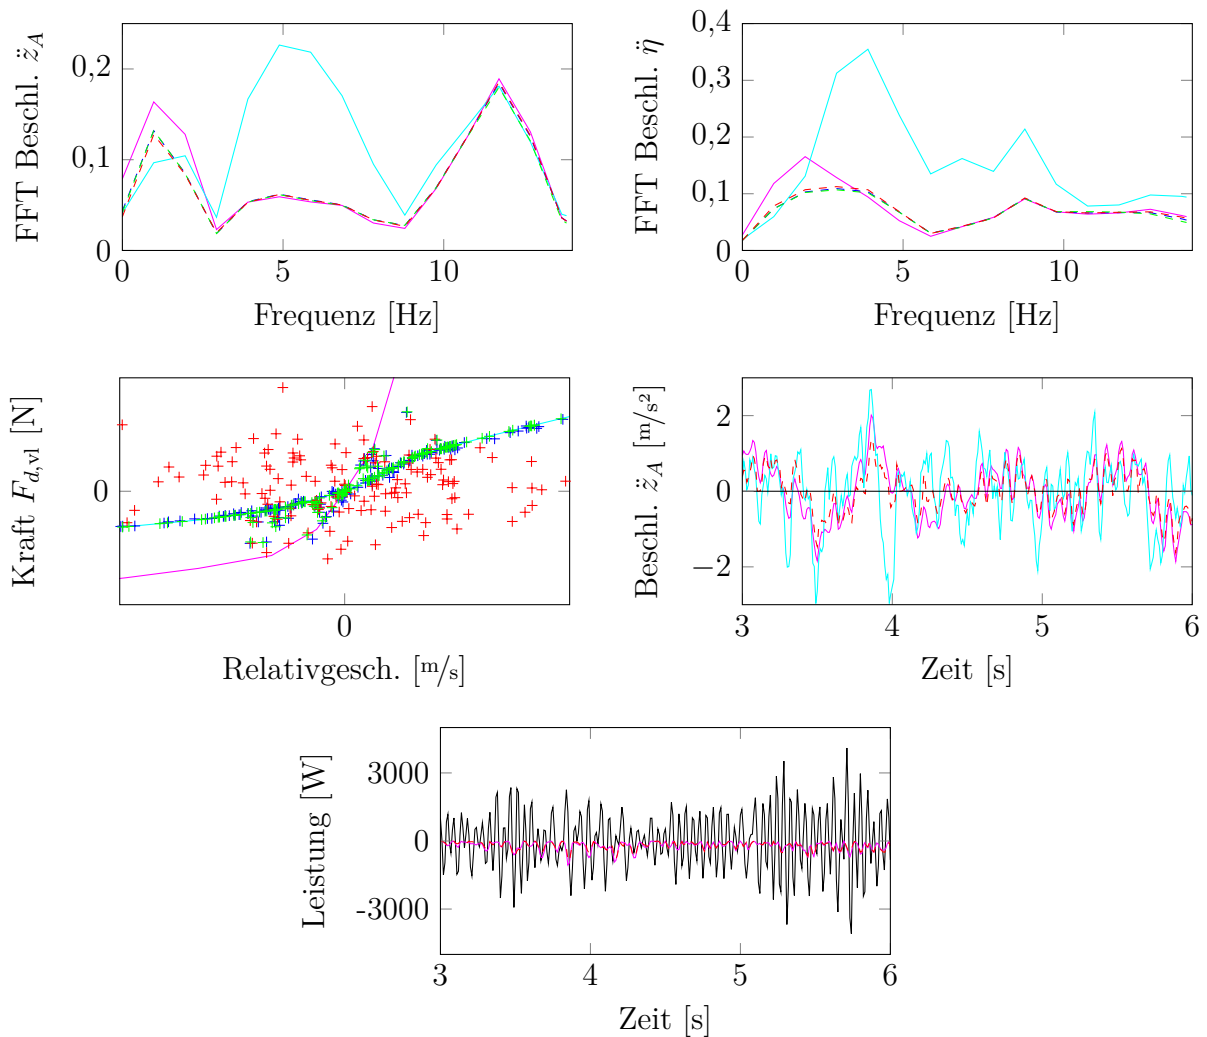 FFT Beschl. z̈_A
0,2
0,1
0
0 5 10
Frequenz [Hz]
FFT Beschl. η̈
0,4
0,3
0,2
0,1
0
0 5 10
Frequenz [Hz]
Kraft F_{d,vl} [N]
0
0
Relativgesch. [m/s]
Beschl. z̈_A [m/s²]
2
0
−2
3 4 5 6
Zeit [s]
Leistung [W]
3000
0
-3000
3 4 5 6
Zeit [s]